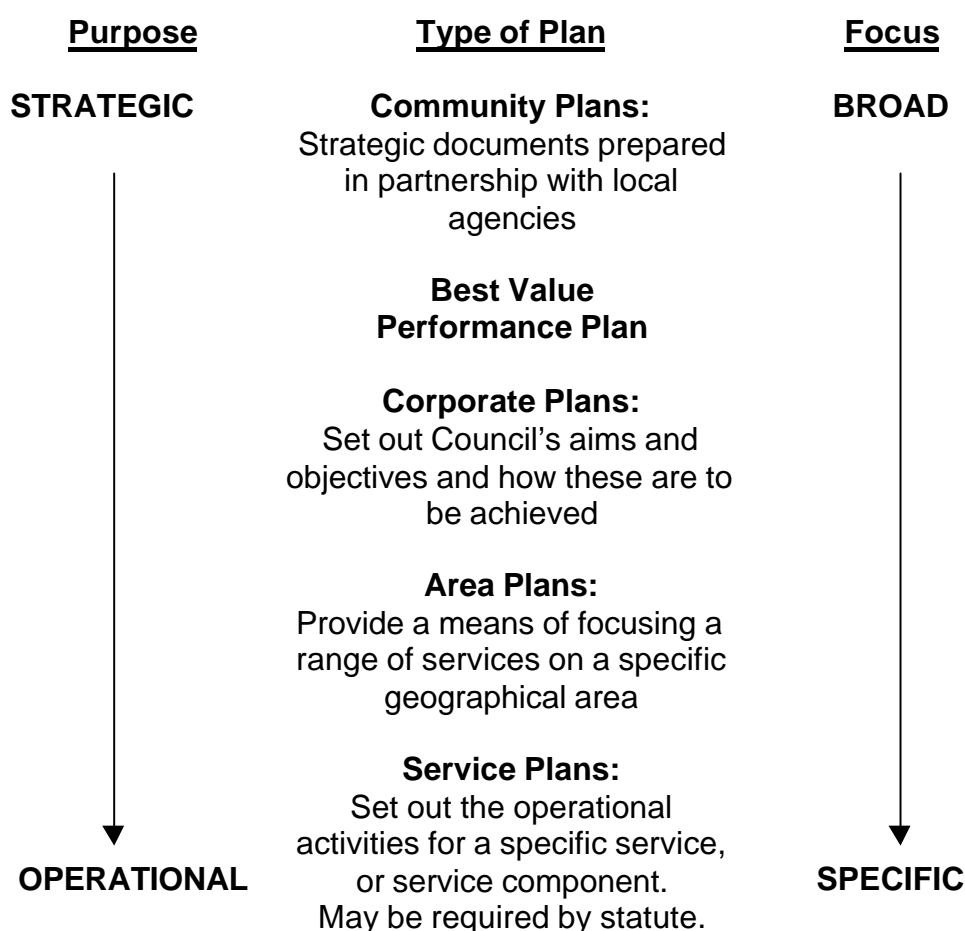 Purpose Type of Plan Focus
STRATEGIC Community Plans: BROAD
Strategic documents prepared
in partnership with local
agencies
Best Value
Performance Plan
Corporate Plans:
Set out Council’s aims and
objectives and how these are to
be achieved
Area Plans:
Provide a means of focusing a
range of services on a specific
geographical area
Service Plans:
Set out the operational
activities for a specific service,
OPERATIONAL or service component. SPECIFIC
May be required by statute.